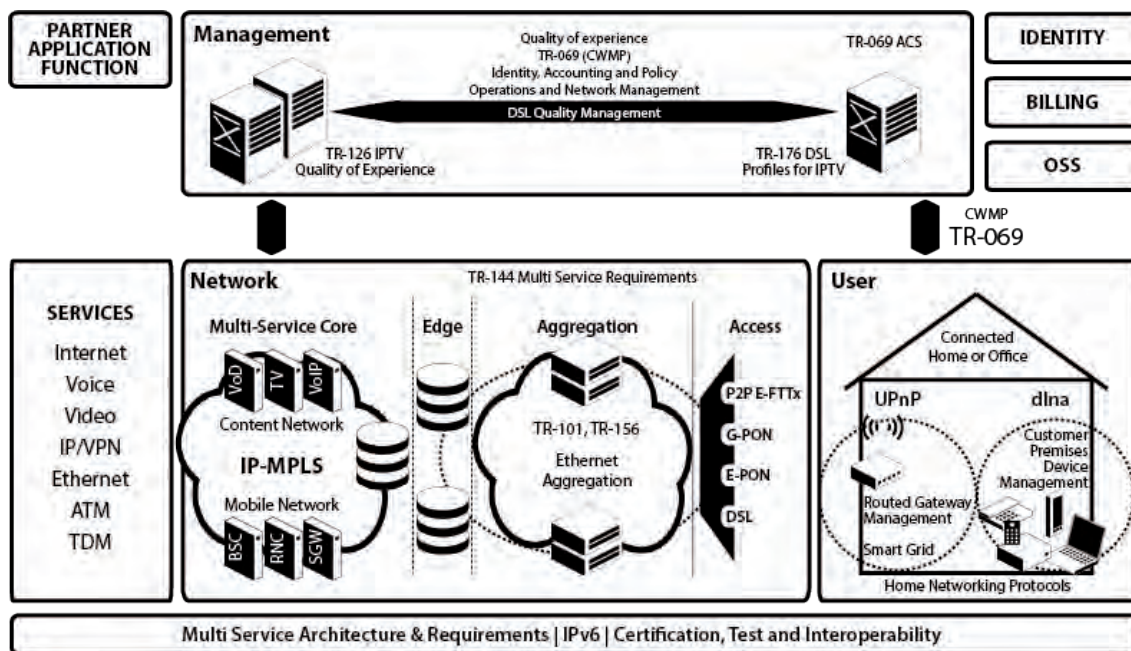 PARTNER
APPLICATION
FUNCTION
Management
Quality of experience
TR-069 (CWMP)
Identity, Accounting and Policy
Operations and Network Management
DSL Quality Management
TR-069 ACS
TR-126 IPTV
Quality of Experience
TR-176 DSL
Profiles for IPTV
IDENTITY
BILLING
OSS
CWMP
TR-069
SERVICES
Internet
Voice
Video
IP/VPN
Ethernet
ATM
TDM
Network
TR-144 Multi Service Requirements
Multi-Service Core
Edge
Aggregation
Access
VoD
TV
VoIP
Content Network
IP-MPLS
Mobile Network
BSC
RNC
SGW
TR-101, TR-156
Ethernet
Aggregation
P2P E-FTTx
G-PON
E-PON
DSL
User
Connected
Home or Office
UPnP
dlna
Customer
Premises
Device
Management
Routed Gateway
Management
Smart Grid
Home Networking Protocols
Multi Service Architecture & Requirements | IPv6 | Certification, Test and Interoperability